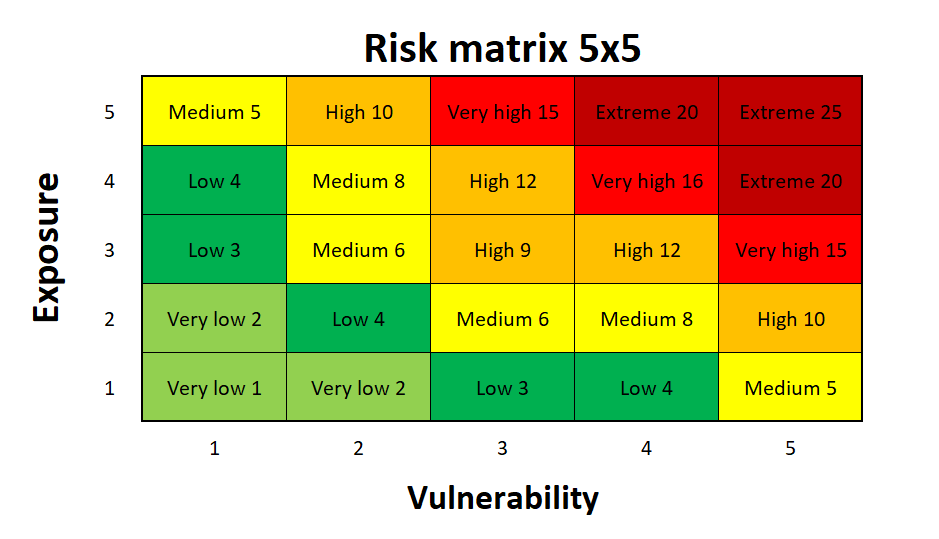 Risk matrix 5x5
Exposure
5 Medium 5 High 10 Very high 15 Extreme 20 Extreme 25
4 Low 4 Medium 8 High 12 Very high 16 Extreme 20
3 Low 3 Medium 6 High 9 High 12 Very high 15
2 Very low 2 Low 4 Medium 6 Medium 8 High 10
1 Very low 1 Very low 2 Low 3 Low 4 Medium 5
1 2 3 4 5
Vulnerability